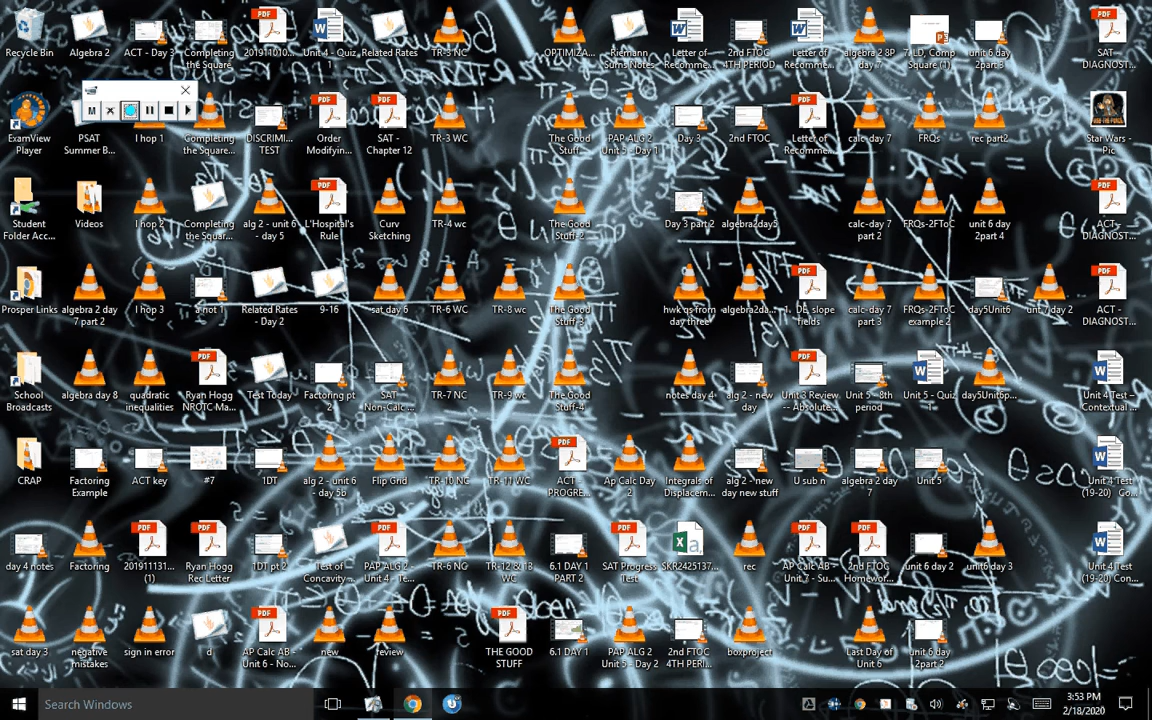 Recycle Bin
Algebra 2
ACT - Day 3
Completing
the Square
201911010...
Unit 4 - Quiz
1
Related Rates
TR-3 NC
OPTIMIZA...
Riemann
Sums Notes
Letter of
Recomme...
2nd FTOC
4TH PERIOD
Letter of
Recomme...
algebra 2 8P
day 7
7 LD, Comp
Square (1)
unit 6 day
2part 3
SAT -
DIAGNOST...
M
ExamView
Player
PSAT
Summer B...
I hop 1
Completing
the Square...
DISCRIMI...
TEST
Order
Modifyin...
SAT -
Chapter 12
TR-3 WC
The Good
Stuff
PAP ALG 2
Unit 5 - Day 1
Day 3
2nd FTOC
Letter of
Recomme...
calc-day 7
FRQs
rec part2
Star Wars -
Pic
Student
Folder Acc...
Videos
I hop 2
Completing
the Squar...
alg 2 - unit 6
- day 5
L'Hospital's
Rule
Curv
Sketching
TR-4 wc
The Good
Stuff-2
Day 3 part 2
algebra2day5
calc-day 7
part 2
FRQs-2FToC
unit 6 day
2part 4
ACT -
DIAGNOST...
Prosper Links
algebra 2 day
7 part 2
I hop 3
a not 1
Related Rates
- Day 2
9-16
sat day 6
TR-6 WC
TR-8 wc
The Good
Stuff-3
hwk qs from
day three
algebra2da...
1. DE, slope
fields
calc-day 7
part 3
FRQs-2FToC
example 2
day5Unit6
unit 7 day 2
ACT -
DIAGNOST...
School
Broadcasts
algebra day 8
quadratic
inequalities
Ryan Hogg
NROTC-Ma...
Test Today
Factoring pt
2
SAT
Non-Calc ...
TR-7 NC
TR-9 wc
The Good
Stuff-4
notes day 4
alg 2 - new
day
Unit 3 Review
-- Absolute...
Unit 5 - 8th
period
Unit 5 - Quiz
1
day5Unit6p...
Unit 4 Test –
Contextual ...
CRAP
Factoring
Example
ACT key
#7
1DT
alg 2 - unit 6
- day 5b
Flip Grid
TR-10 NC
TR-11 WC
ACT -
PROGRE...
Ap Calc Day
2
Integrals of
Displacem...
alg 2 - new
day new stuff
U sub n
algebra 2 day
7
Unit 5
Unit 4 Test
(19-20) _Co...
day 4 notes
Factoring
201911131...
(1)
Ryan Hogg
Rec Letter
1DT pt 2
Test of
Concavity -...
PAP ALG 2 -
Unit 4 - Te...
TR-6 NC
TR-12 & 13
WC
6.1 DAY 1
PART 2
SAT Progress
Test
SKR2425137...
rec
AP Calc AB -
Unit 7 - Su...
2nd FTOC
Homewor...
unit 6 day 2
unit6 day 3
Unit 4 Test
(19-20) Con...
sat day 3
negative
mistakes
sign in error
d
AP Calc AB -
Unit 6 - No...
new
review
THE GOOD
STUFF
6.1 DAY 1
PAP ALG 2
Unit 5 - Day 2
2nd FTOC
4TH PERI...
boxproject
Last Day of
Unit 6
unit 6 day
2part 2
Search Windows
3:53 PM
2/18/2020